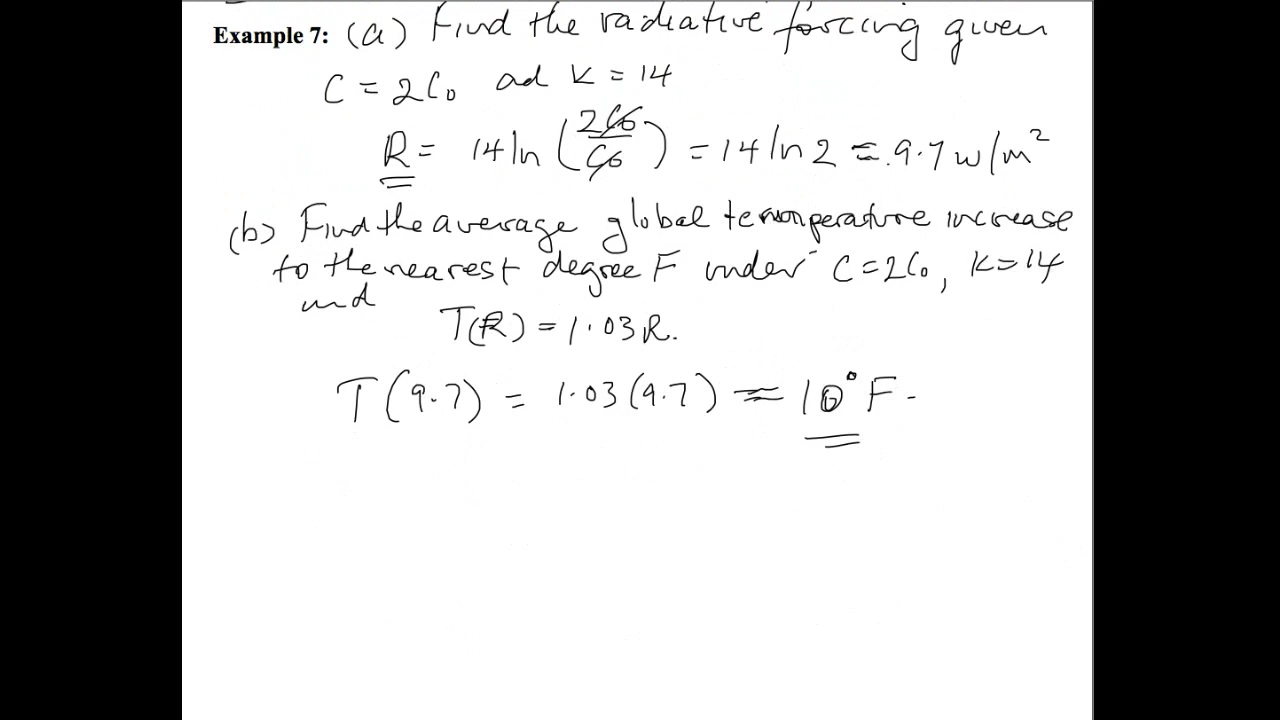 Example 7: (a) Find the radiative forcing given
C = 2C₀ ad k = 14
R = 14 ln (2C₀/C₀) = 14 ln 2 ≈ 9.7 w/m²
(b) Find the average global temperature increase
to the nearest degree F under C = 2C₀, k = 14
and
T(R) = 1.03R.
T(9.7) = 1.03(9.7) ≈ 10°F.